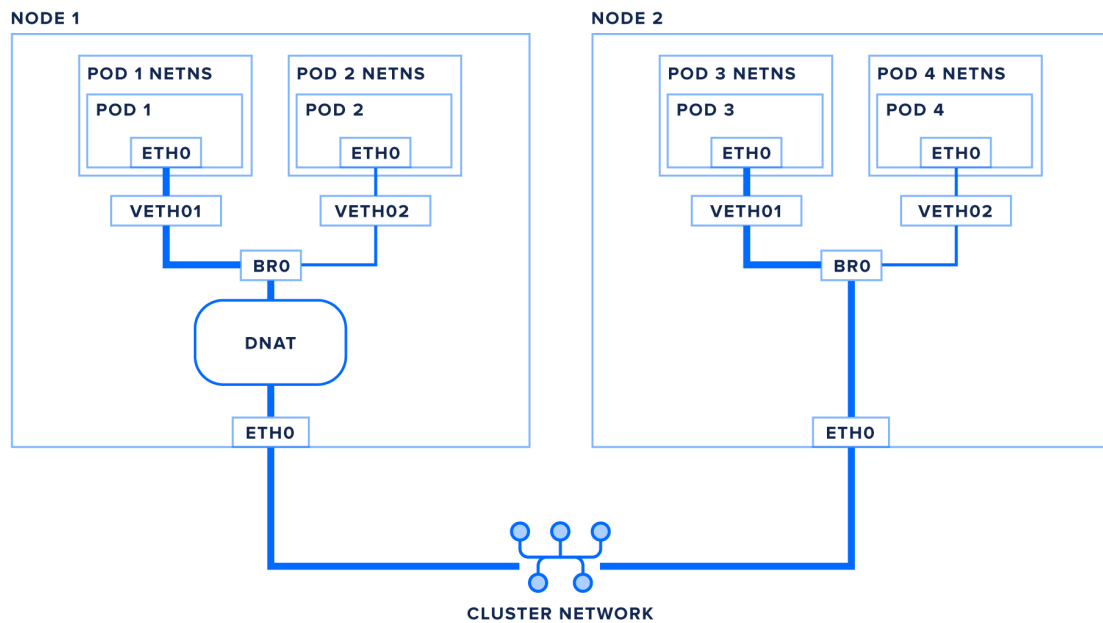 NODE 1
POD 1 NETNS
POD 1
ETH0
VETH01
POD 2 NETNS
POD 2
ETH0
VETH02
BR0
DNAT
ETH0
NODE 2
POD 3 NETNS
POD 3
ETH0
VETH01
POD 4 NETNS
POD 4
ETH0
VETH02
BR0
ETH0
CLUSTER NETWORK